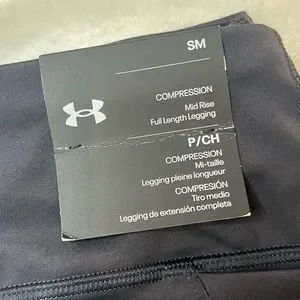 SM
COMPRESSION
Mid Rise
Full Length Legging
P/CH
COMPRESSION
Mi-taille
Legging pleine longueur
COMPRESIÓN
Tiro medio
Legging de extensión completa